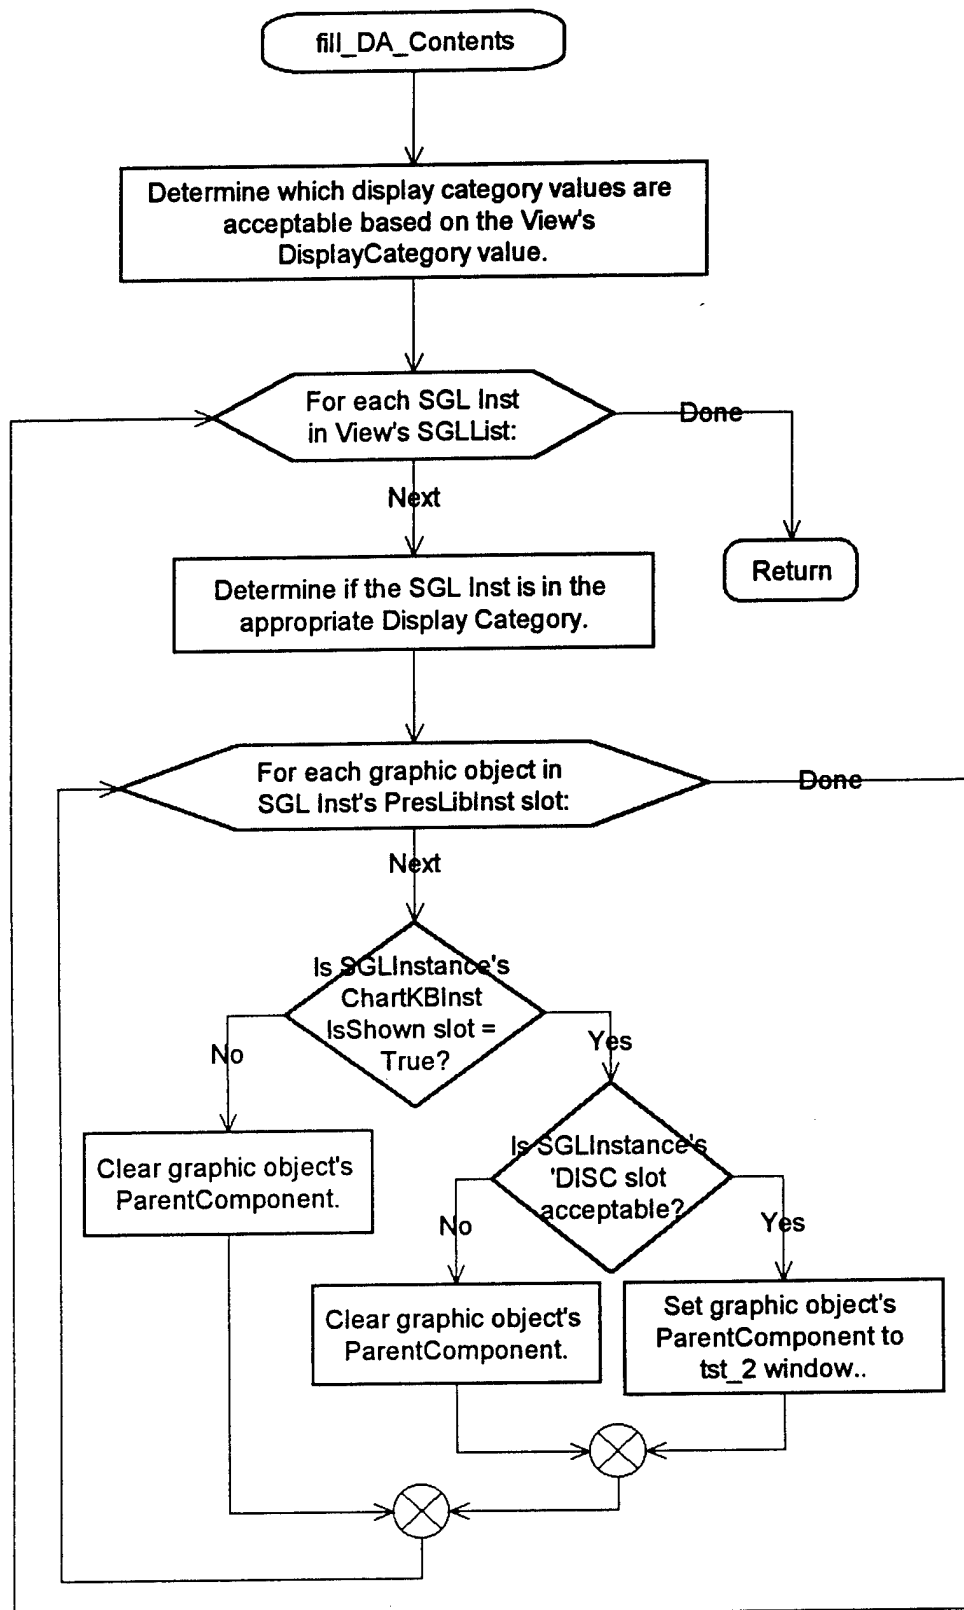 fill_DA_Contents
Determine which display category values are
acceptable based on the View's
DisplayCategory value.
For each SGL Inst
in View's SGLList:
Done
Next
Return
Determine if the SGL Inst is in the
appropriate Display Category.
For each graphic object in
SGL Inst's PresLibInst slot:
Done
Next
Is SGLInstance's
ChartKBInst
IsShown slot =
True?
No
Yes
Clear graphic object's
ParentComponent.
Is SGLInstance's
'DISC slot
acceptable?
No
Yes
Clear graphic object's
ParentComponent.
Set graphic object's
ParentComponent to
tst_2 window..